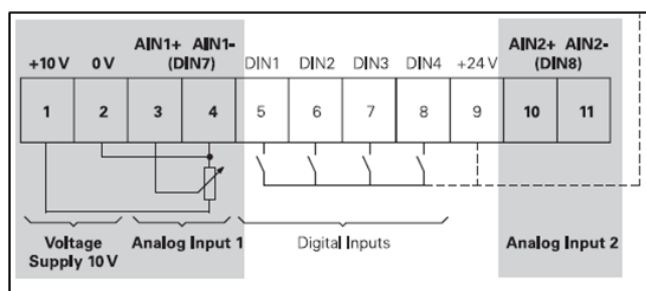 AIN1+ AIN1-
AIN2+ AIN2-
+10 V 0 V (DIN7) DIN1 DIN2 DIN3 DIN4 +24 V (DIN8)
1 2 3 4 5 6 7 8 9 10 11
Voltage Analog Input 1 Digital Inputs Analog Input 2
Supply 10 V